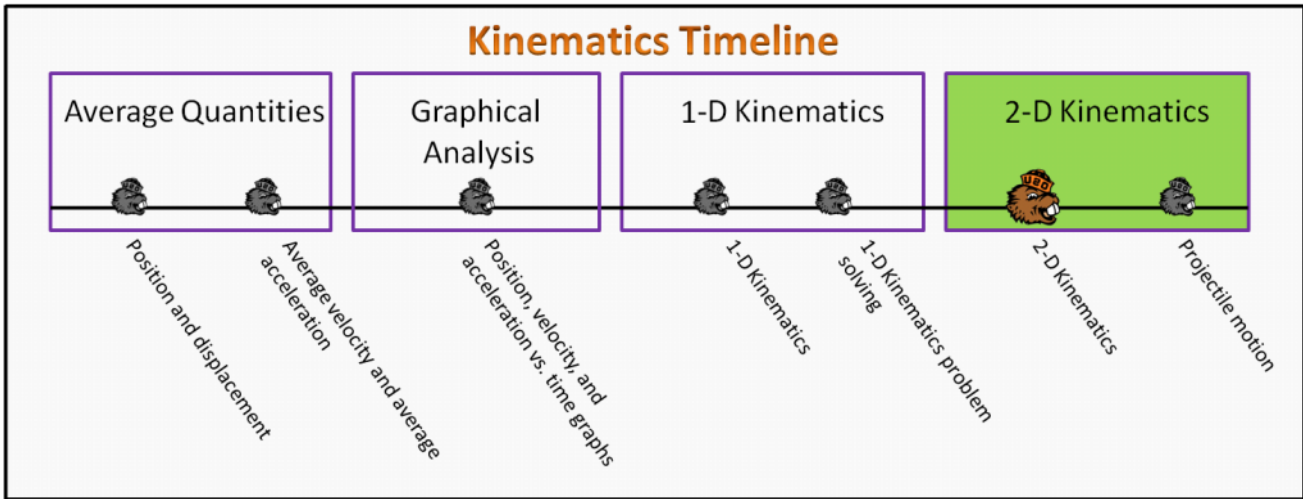 Kinematics Timeline
Average Quantities
Graphical
Analysis
1-D Kinematics
2-D Kinematics
OSU
Position and displacement
Average velocity and average
acceleration
Position, velocity, and
acceleration vs. time graphs
1-D Kinematics
1-D Kinematics problem
solving
2-D Kinematics
Projectile motion